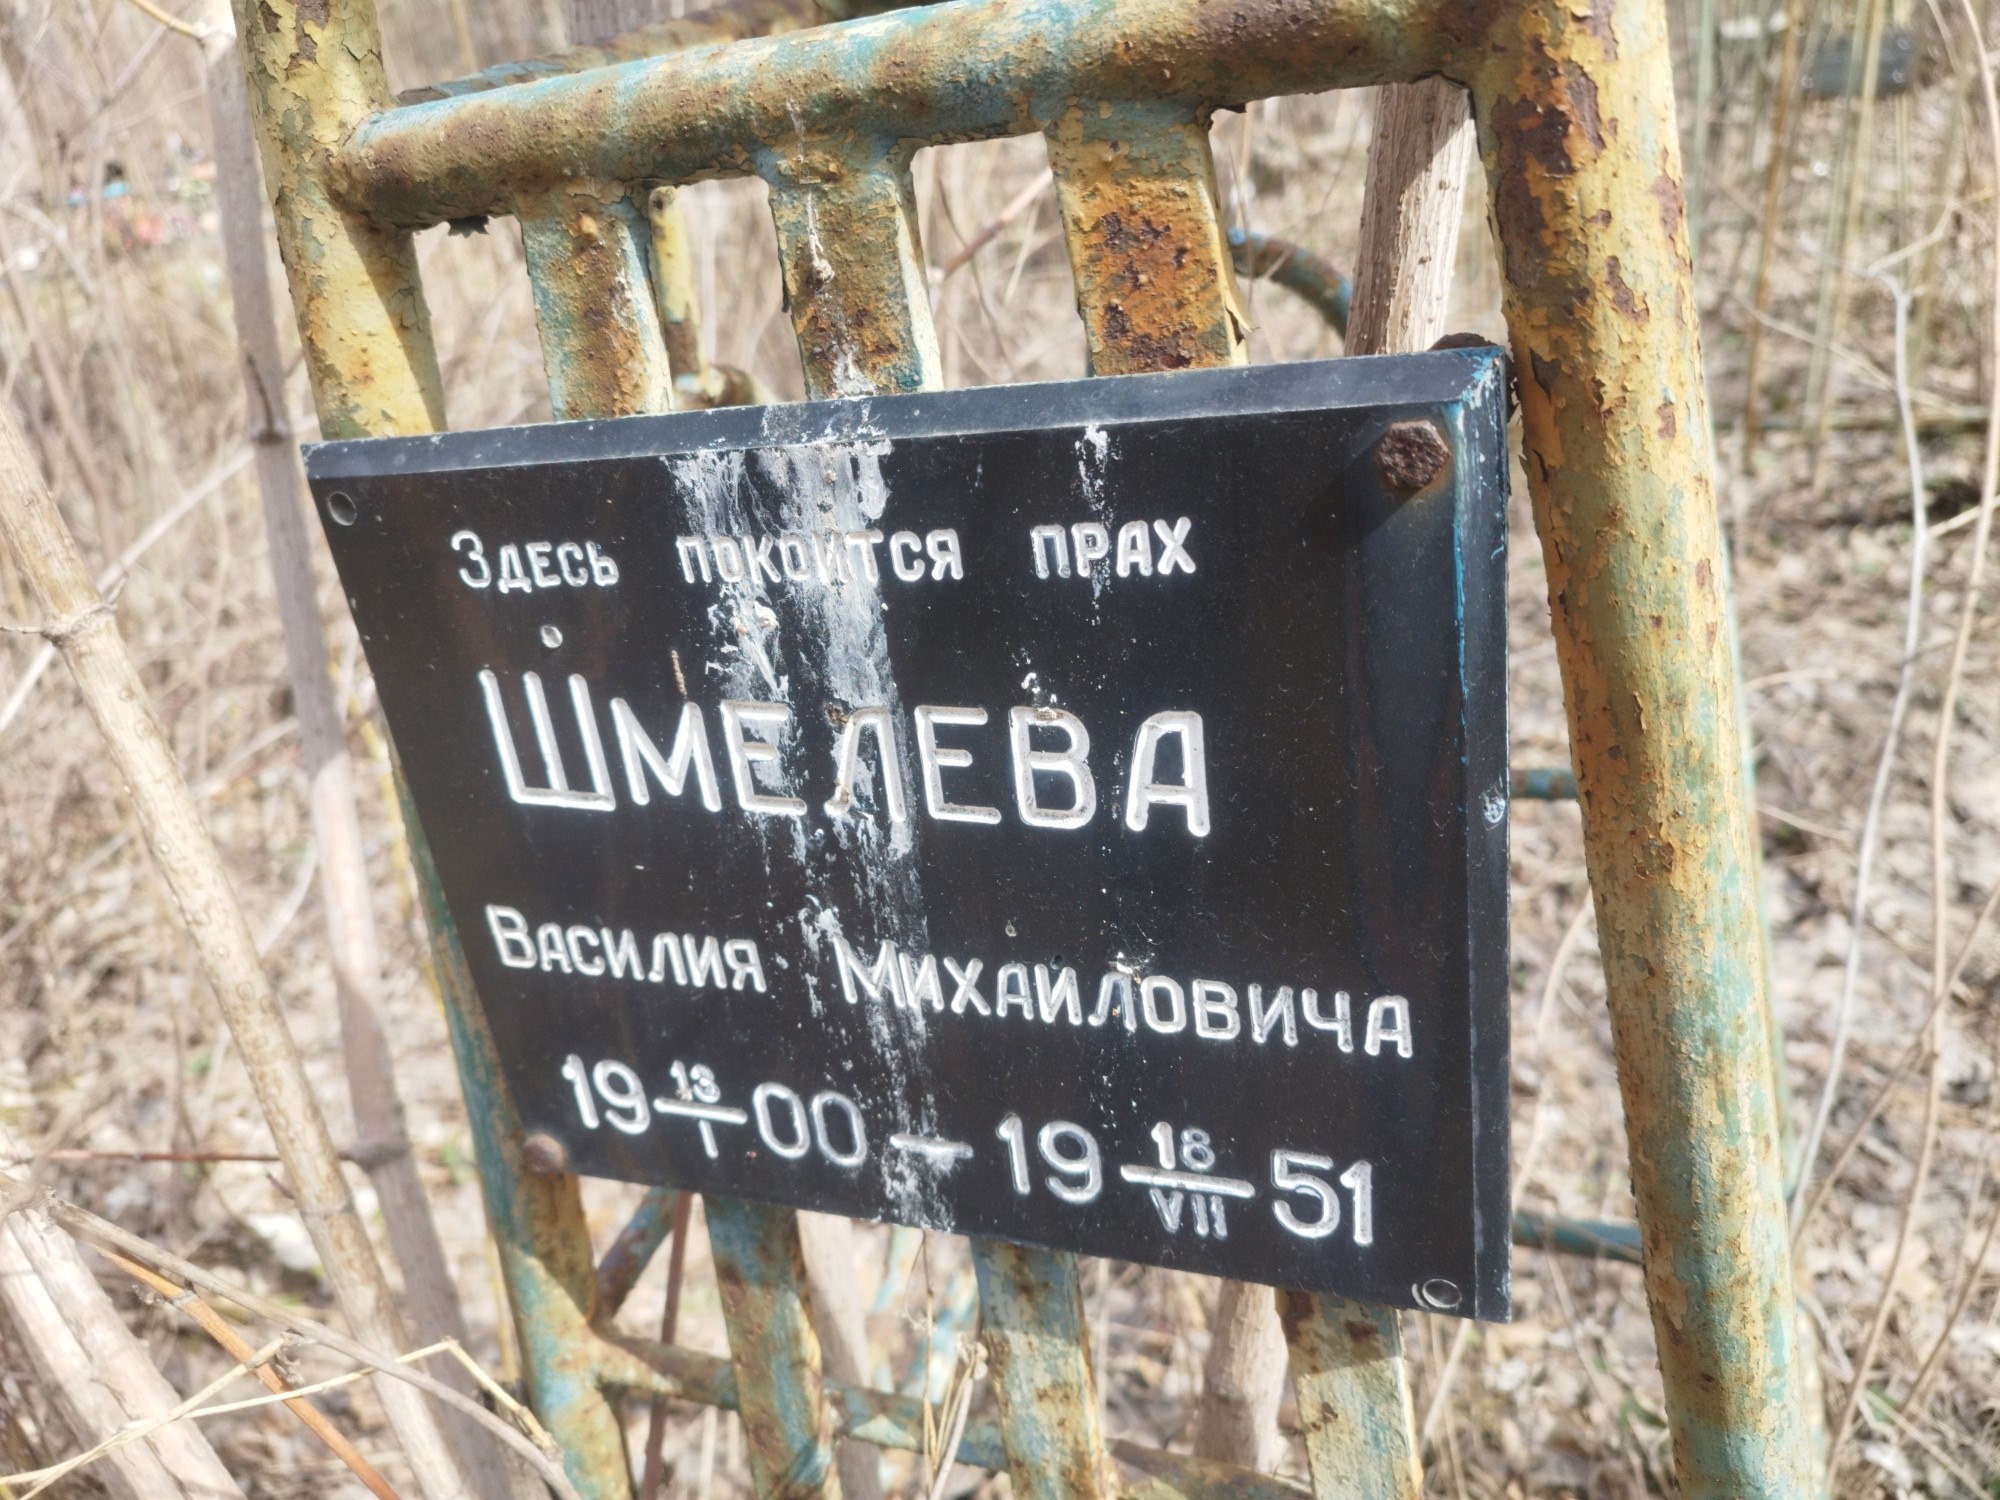 Здесь покоится прах
Шмелева
Василия Михайловича
19 13/I 00 — 19 18/VII 51